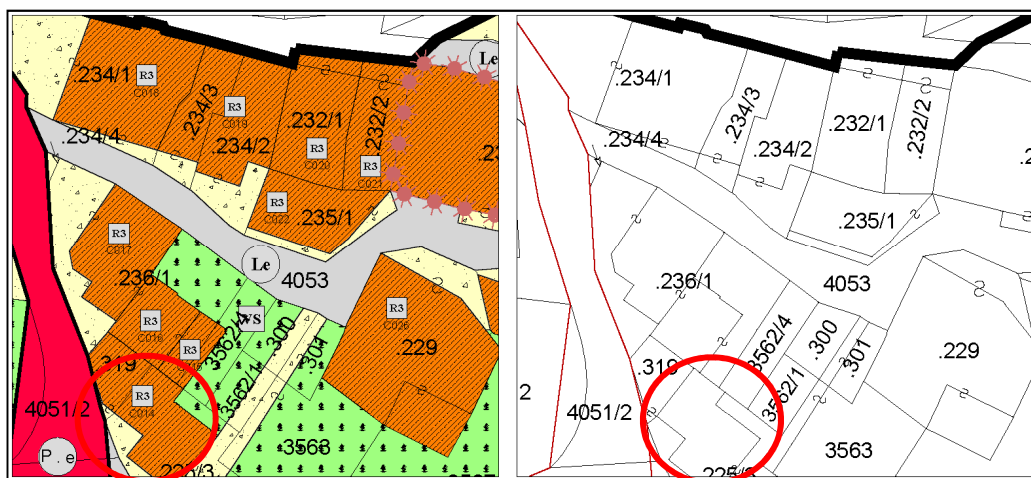 Le
.234/1
R3
C018
.234/3
R3
C019
.232/1
.232/2
.234/4
.234/2
R3
C020
R3
C021
R3
C022
.235/1
R3
C017
Le
4053
.236/1
R3
C016
VS
R3
C026
3562/4
.300
.301
.229
.319
R3
3562/1
R3
C014
4051/2
3563
P.e
.234/1
.234/3
.232/1
.232/2
.234/4
.234/2
.235/1
.236/1
4053
3562/4
.300
.301
.229
.319
3562/1
4051/2
3563